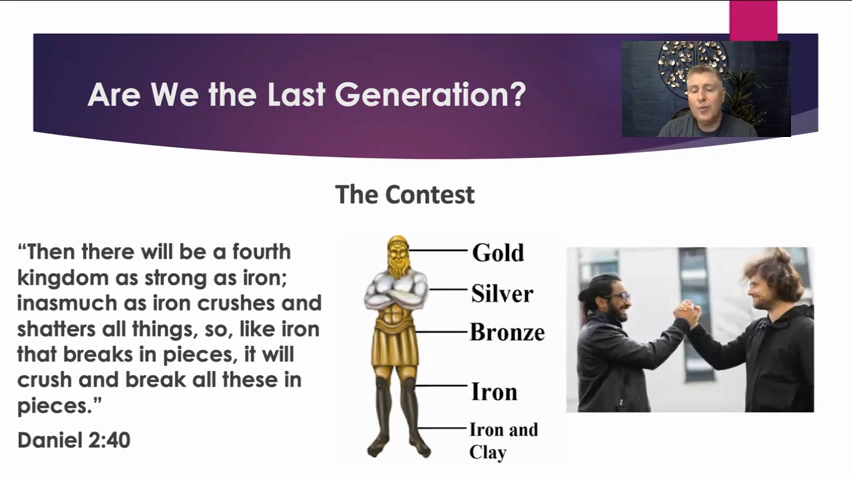 Are We the Last Generation?
The Contest
“Then there will be a fourth
kingdom as strong as iron;
inasmuch as iron crushes and
shatters all things, so, like iron
that breaks in pieces, it will
crush and break all these in
pieces.”
Daniel 2:40
Gold
Silver
Bronze
Iron
Iron and
Clay